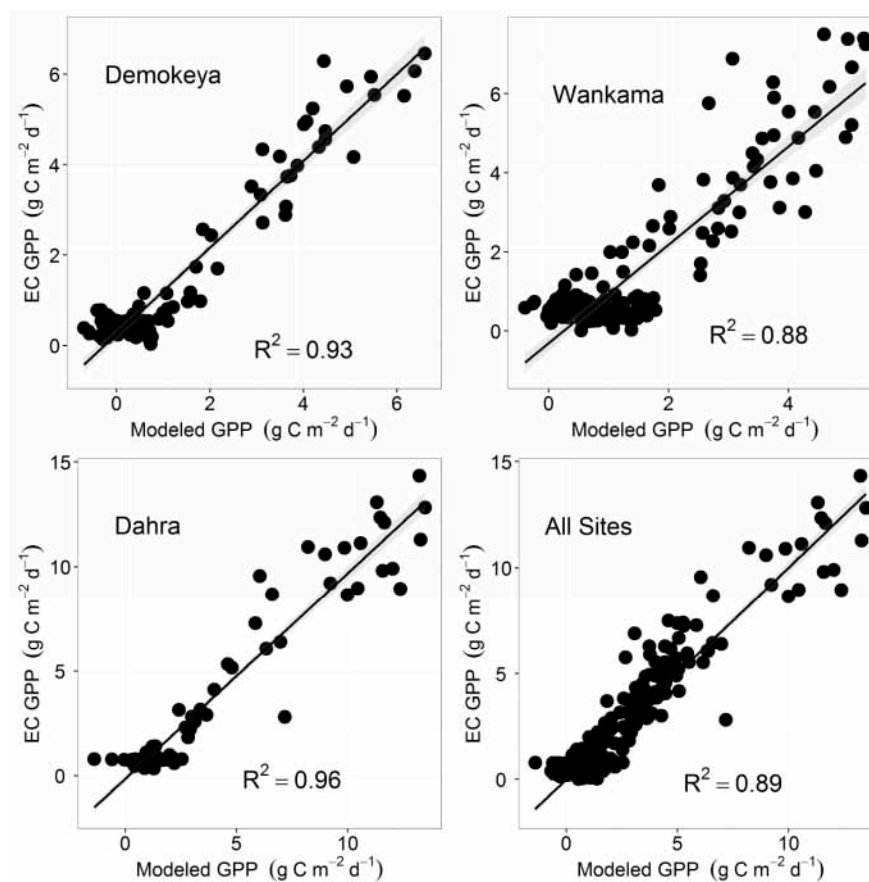 Demokeya
EC GPP (g C m⁻² d⁻¹)
6
4
2
0
R² = 0.93
0 2 4 6
Modeled GPP (g C m⁻² d⁻¹)
Wankama
EC GPP (g C m⁻² d⁻¹)
6
4
2
0
R² = 0.88
0 2 4
Modeled GPP (g C m⁻² d⁻¹)
Dahra
EC GPP (g C m⁻² d⁻¹)
15
10
5
0
R² = 0.96
0 5 10
Modeled GPP (g C m⁻² d⁻¹)
All Sites
EC GPP (g C m⁻² d⁻¹)
15
10
5
0
R² = 0.89
0 5 10
Modeled GPP (g C m⁻² d⁻¹)